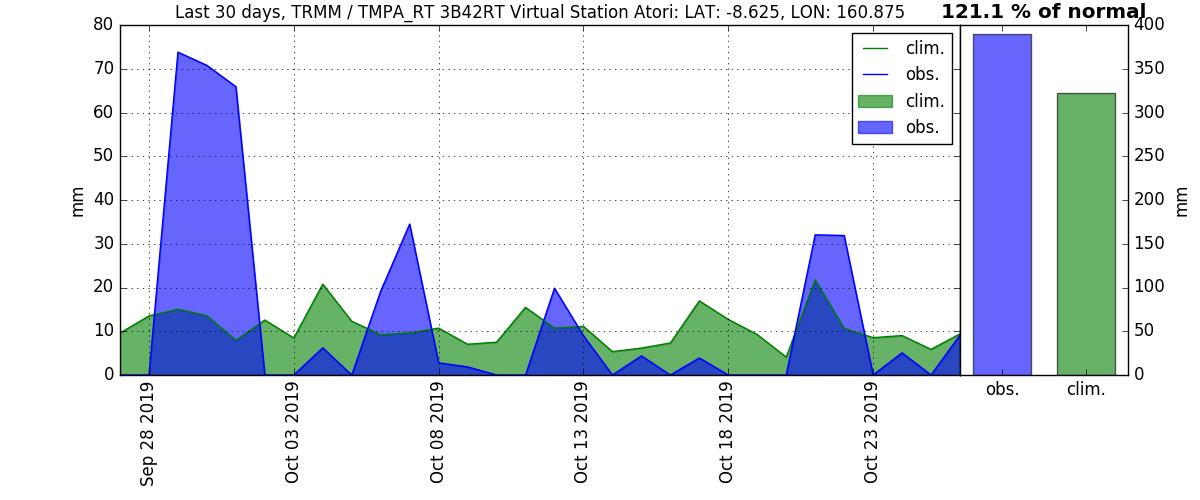 Last 30 days, TRMM / TMPA_RT 3B42RT Virtual Station Atori: LAT: -8.625, LON: 160.875
121.1 % of normal
80
70
60
50
40
30
20
10
0
mm
clim.
obs.
clim.
obs.
400
350
300
250
200
150
100
50
0
mm
Sep 28 2019
Oct 03 2019
Oct 08 2019
Oct 13 2019
Oct 18 2019
Oct 23 2019
obs.
clim.